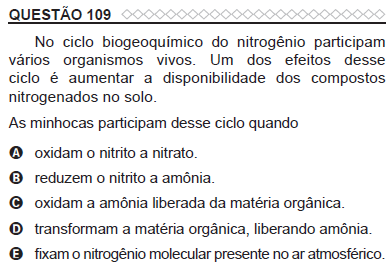 QUESTÃO 109
No ciclo biogeoquímico do nitrogênio participam
vários organismos vivos. Um dos efeitos desse
ciclo é aumentar a disponibilidade dos compostos
nitrogenados no solo.
As minhocas participam desse ciclo quando
A oxidam o nitrito a nitrato.
B reduzem o nitrito a amônia.
C oxidam a amônia liberada da matéria orgânica.
D transformam a matéria orgânica, liberando amônia.
E fixam o nitrogênio molecular presente no ar atmosférico.